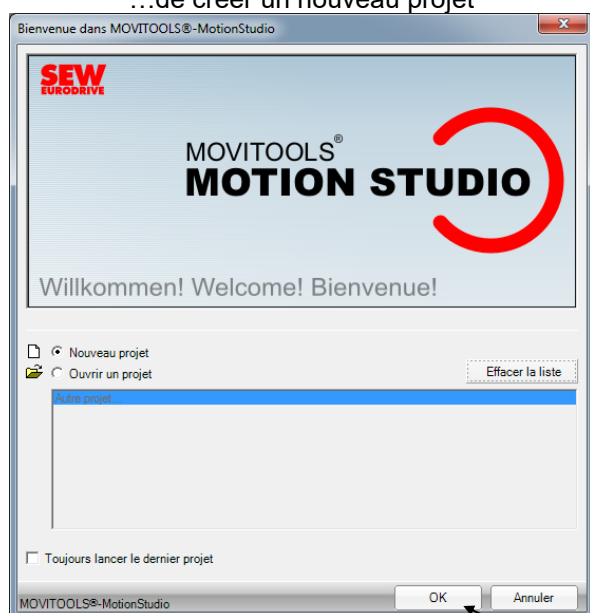 …de créer un nouveau projet
Bienvenue dans MOVITOOLS®-MotionStudio
SEW
EURODRIVE
MOVITOOLS®
MOTION STUDIO
Willkommen! Welcome! Bienvenue!
Nouveau projet
Ouvrir un projet
Effacer la liste
Autre projet...
Toujours lancer le dernier projet
MOVITOOLS®-MotionStudio
OK
Annuler